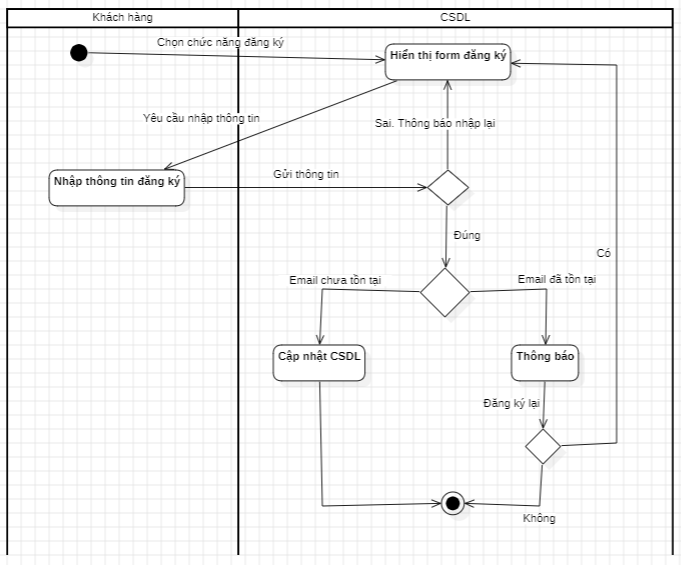 Khách hàng
CSDL
Chọn chức năng đăng ký
Hiển thị form đăng ký
Yêu cầu nhập thông tin
Sai. Thông báo nhập lại
Gửi thông tin
Nhập thông tin đăng ký
Đúng
Có
Email chưa tồn tại
Email đã tồn tại
Cập nhật CSDL
Thông báo
Đăng ký lại
Không